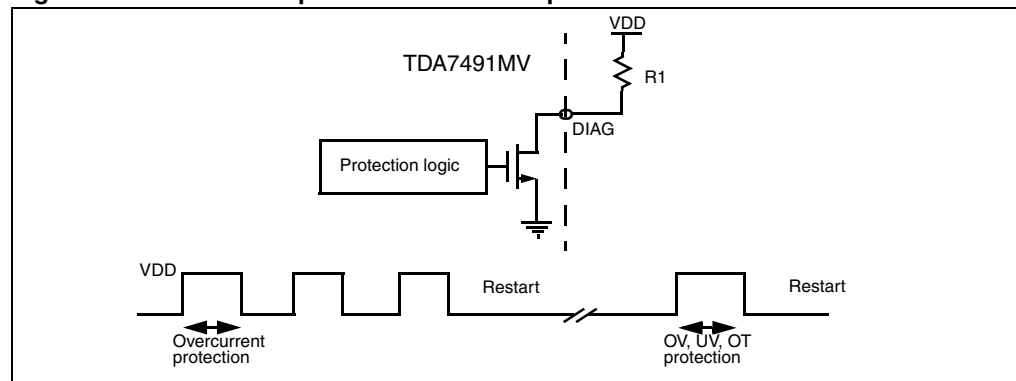 VDD
TDA7491MV
R1
DIAG
Protection logic
VDD
Restart
Restart
Overcurrent
protection
OV, UV, OT
protection